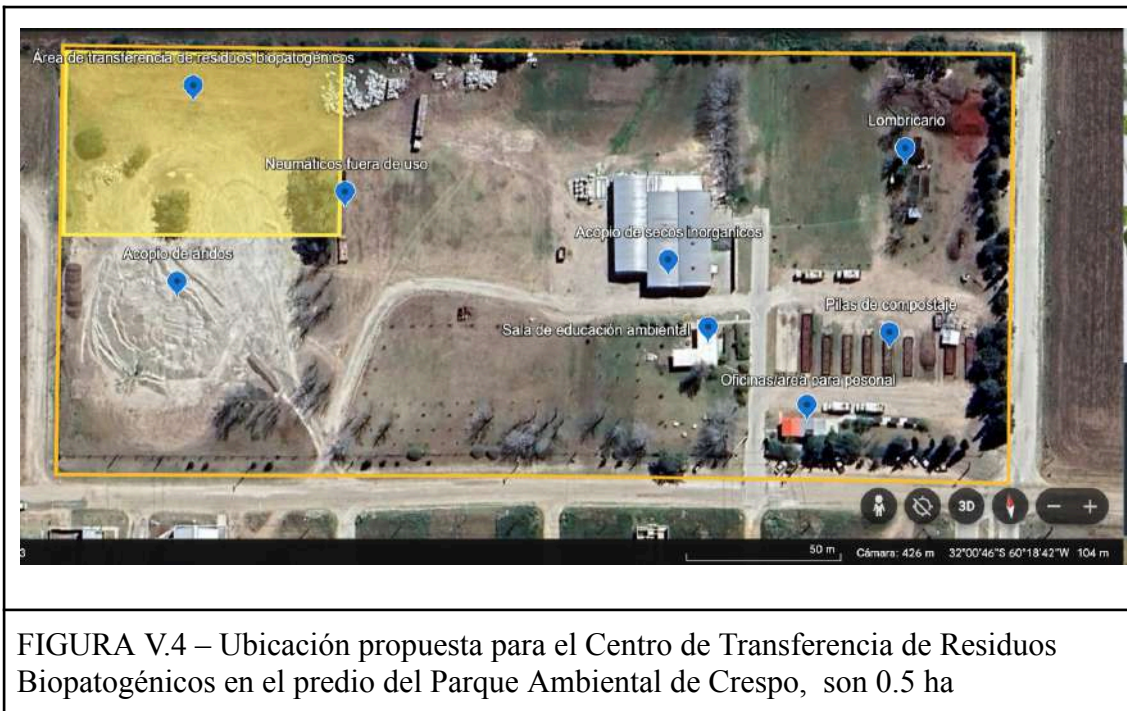 Área de transferencia de residuos biopatogénicos
Lombricario
Neumáticos fuera de uso
Acopio de secos inorganicos
Acopio de áridos
Pilas de compostaje
Sala de educación ambiental
Oficinas/area para pesonal
3D
3
50 m
Cámara: 426 m 32°00'46"S 60°18'42"W 104 m
FIGURA V.4 – Ubicación propuesta para el Centro de Transferencia de Residuos
Biopatogénicos en el predio del Parque Ambiental de Crespo, son 0.5 ha